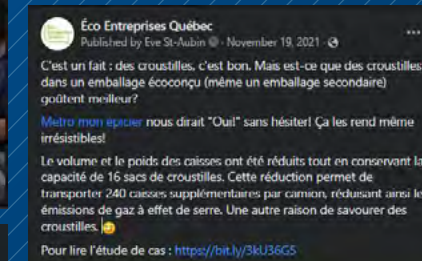 Éco Entreprises Québec
Published by Eve St-Aubin · November 19, 2021 ·
C'est un fait : des croustilles, c'est bon. Mais est-ce que des croustilles
dans un emballage écoconçu (même un emballage secondaire)
goûtent meilleur?
Metro mon épicier nous dirait "Oui!" sans hésiter! Ça les rend même
irrésistibles!
Le volume et le poids des caisses ont été réduits tout en conservant la
capacité de 16 sacs de croustilles. Cette réduction permet de
transporter 240 caisses supplémentaires par camion, réduisant ainsi le
émissions de gaz à effet de serre. Une autre raison de savourer des
croustilles.
Pour lire l'étude de cas : https://bit.ly/3kU36G5